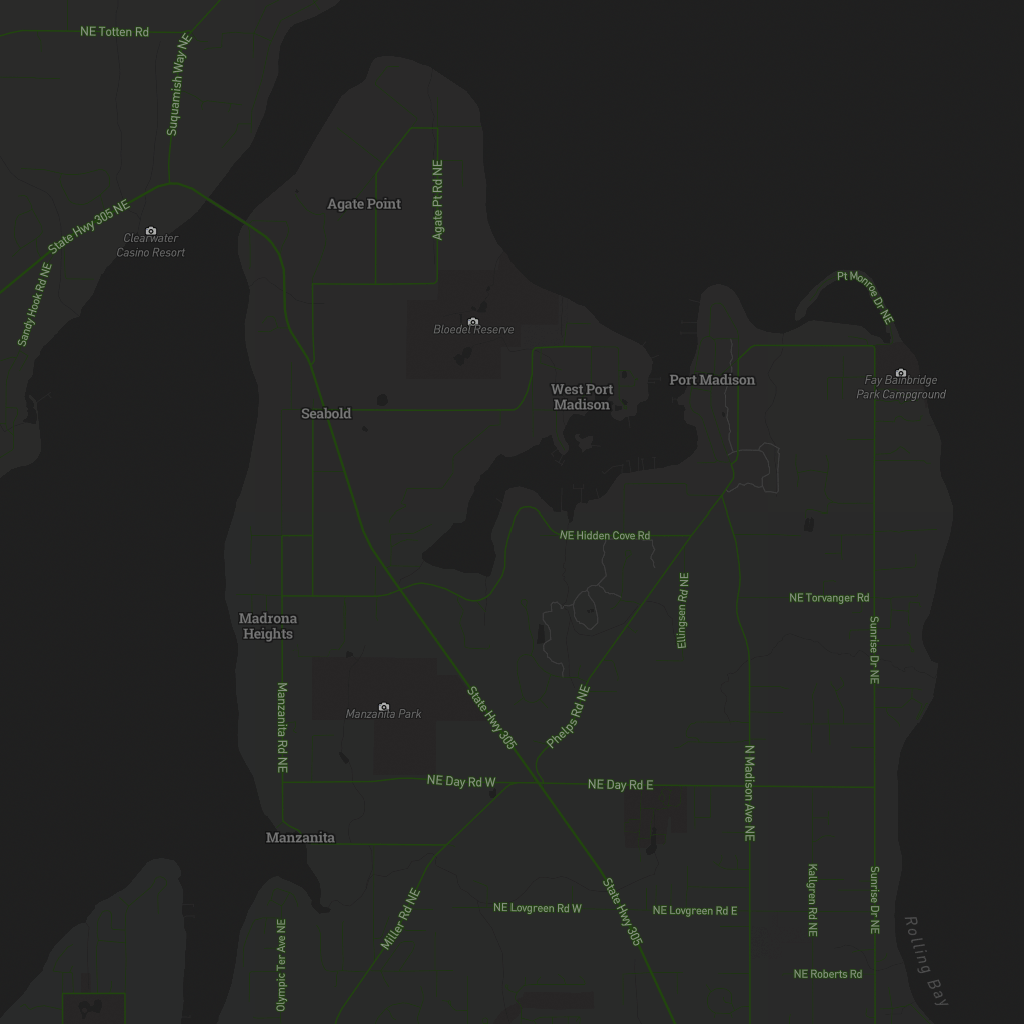 NE Totten Rd
Suquamish Way NE
Agate Pt Rd NE
Agate Point
State Hwy 305 NE
Clearwater
Casino Resort
Sandy Hook Rd NE
Pt Monroe Dr NE
Bloedel Reserve
West Port
Madison
Port Madison
Fay Bainbridge
Park Campground
Seabold
NE Hidden Cove Rd
Ellingsen Rd NE
NE Torvanger Rd
Madrona
Heights
Sunrise Dr NE
Manzanita Rd NE
Manzanita Park
State Hwy 305
Phelps Rd NE
NE Day Rd W
NE Day Rd E
N Madison Ave NE
Manzanita
Miller Rd NE
NE Lovgreen Rd W
State Hwy 305
NE Lovgreen Rd E
Kallgren Rd NE
Sunrise Dr NE
Olympic Ter Ave NE
Rolling Bay
NE Roberts Rd